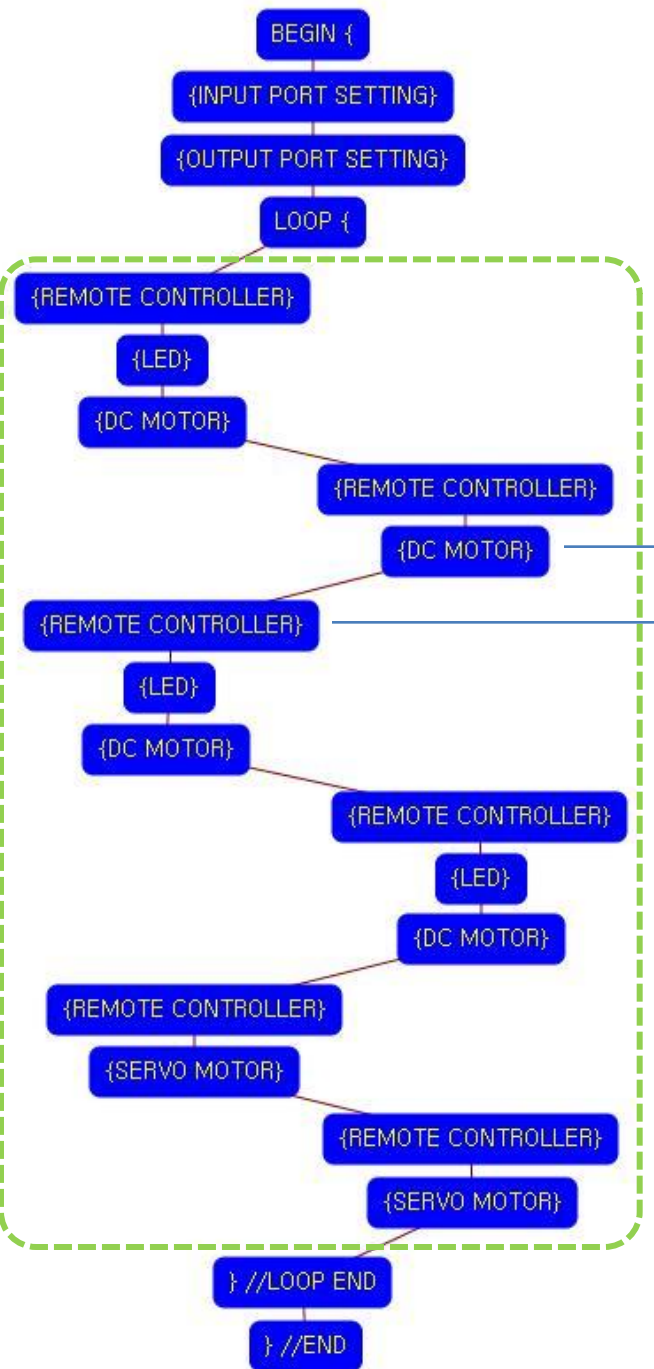 BEGIN {
{INPUT PORT SETTING}
{OUTPUT PORT SETTING}
LOOP {
{REMOTE CONTROLLER}
{LED}
{DC MOTOR}
{REMOTE CONTROLLER}
{DC MOTOR}
{REMOTE CONTROLLER}
{LED}
{DC MOTOR}
{REMOTE CONTROLLER}
{LED}
{DC MOTOR}
{REMOTE CONTROLLER}
{SERVO MOTOR}
{REMOTE CONTROLLER}
{SERVO MOTOR}
} //LOOP END
} //END